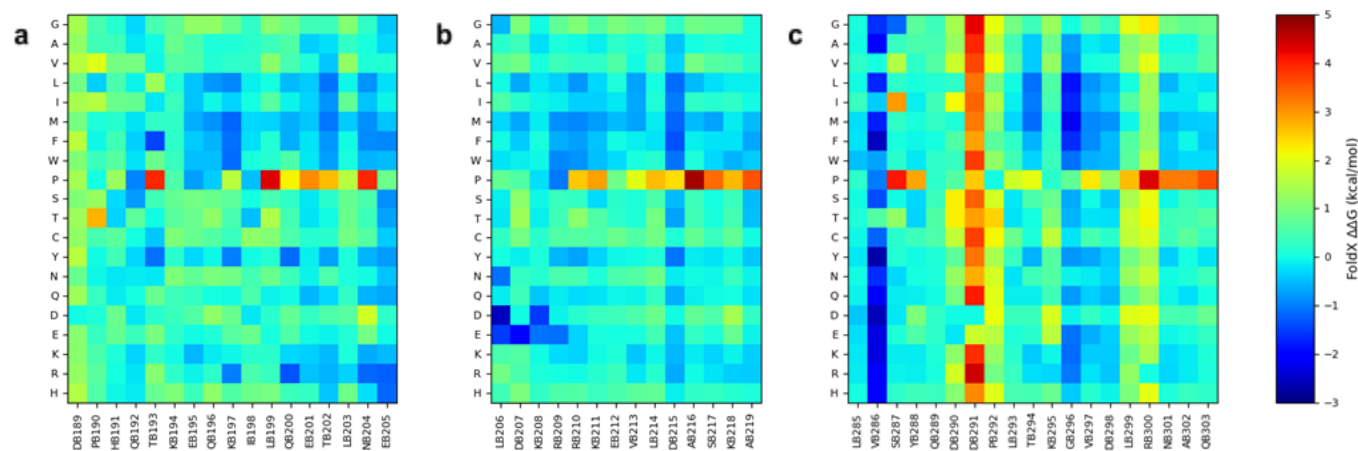 a
G
A
V
L
I
M
F
W
P
S
T
C
Y
N
Q
D
E
K
R
H
DB189
PB190
HB191
QB192
TB193
KB194
EB195
QB196
KB197
IB198
LB199
QB200
EB201
TB202
LB203
NB204
EB205
b
G
A
V
L
I
M
F
W
P
S
T
C
Y
N
Q
D
E
K
R
H
LB206
DB207
KB208
RB209
RB210
KB211
EB212
VB213
LB214
DB215
AB216
SB217
KB218
AB219
c
G
A
V
L
I
M
F
W
P
S
T
C
Y
N
Q
D
E
K
R
H
LB285
VB286
SB287
YB288
QB289
DB290
DB291
PB292
LB293
TB294
KB295
GB296
VB297
DB298
LB299
RB300
NB301
AB302
QB303
5
4
3
2
1
0
−1
−2
−3
FoldX ΔΔG (kcal/mol)